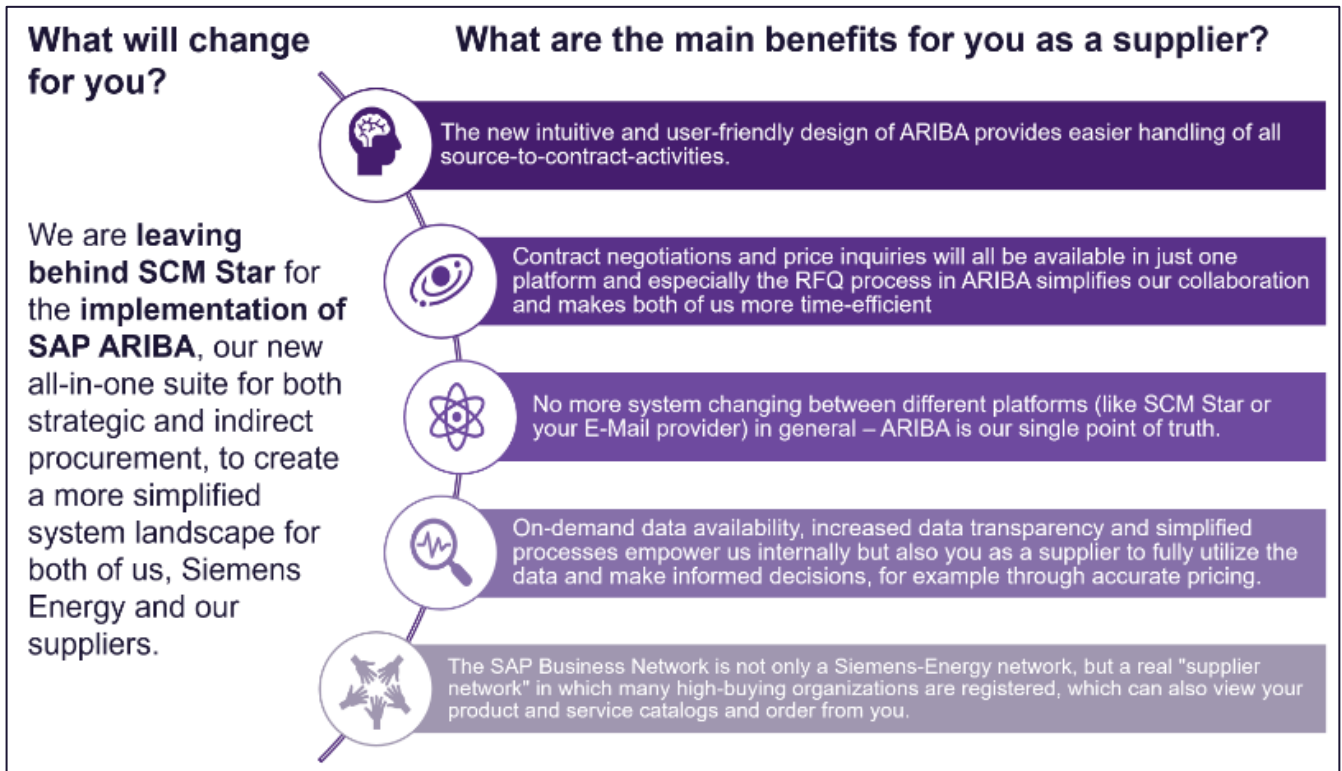 What will change
for you?
We are leaving
behind SCM Star for
the implementation of
SAP ARIBA, our new
all-in-one suite for both
strategic and indirect
procurement, to create
a more simplified
system landscape for
both of us, Siemens
Energy and our
suppliers.
What are the main benefits for you as a supplier?
The new intuitive and user-friendly design of ARIBA provides easier handling of all
source-to-contract-activities.
Contract negotiations and price inquiries will all be available in just one
platform and especially the RFQ process in ARIBA simplifies our collaboration
and makes both of us more time-efficient
No more system changing between different platforms (like SCM Star or
your E-Mail provider) in general – ARIBA is our single point of truth.
On-demand data availability, increased data transparency and simplified
processes empower us internally but also you as a supplier to fully utilize the
data and make informed decisions, for example through accurate pricing.
The SAP Business Network is not only a Siemens-Energy network, but a real "supplier
network" in which many high-buying organizations are registered, which can also view your
product and service catalogs and order from you.